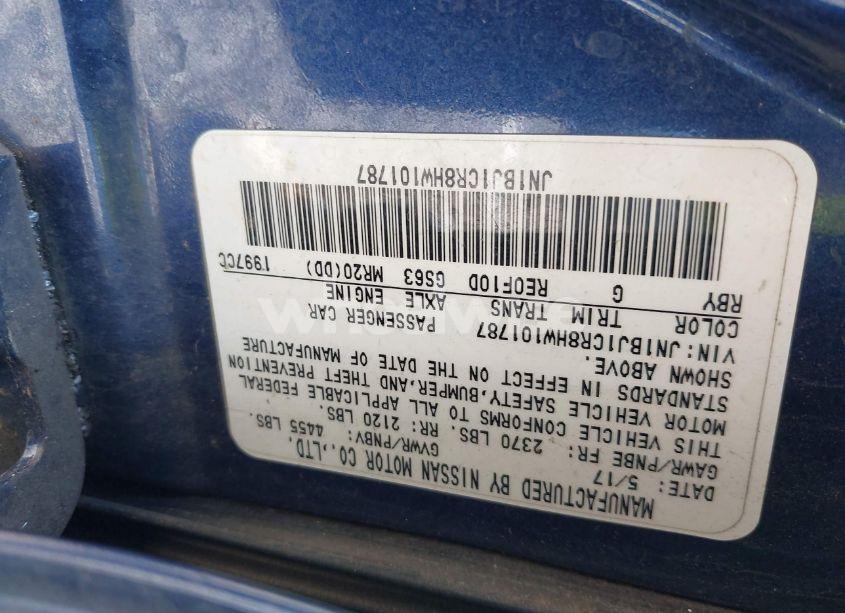 MANUFACTURED BY NISSAN MOTOR CO.,LTD.
DATE: 5/17 GVWR/PNBV: 4455 LBS.
GAWR/PNBE FR: 2370 LBS. RR: 2120 LBS.
THIS VEHICLE CONFORMS TO ALL APPLICABLE FEDERAL
MOTOR VEHICLE SAFETY,BUMPER,AND THEFT PREVENTION
STANDARDS IN EFFECT ON THE DATE OF MANUFACTURE
SHOWN ABOVE.
VIN:JN1BJ1CR8HW101787 PASSENGER CAR
COLOR TRIM TRANS AXLE ENGINE
RBY G RE0F10D GS63 MR20(DD) 1997CC
JN1BJ1CR8HW101787